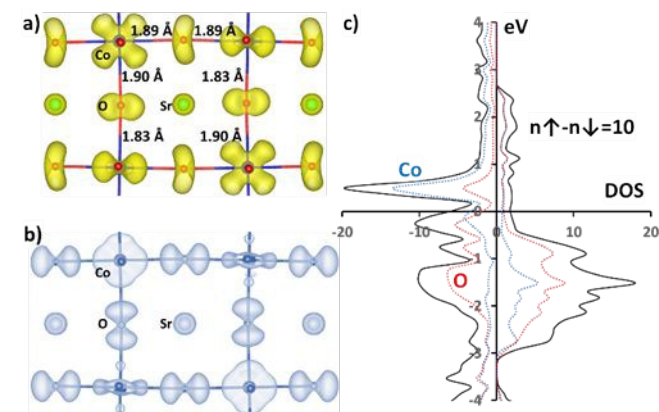 a)
1.89 Å
1.89 Å
Co
1.90 Å
1.83 Å
O
Sr
1.83 Å
1.90 Å
b)
Co
O
Sr
c)
4
eV
3
2
n↑-n↓=10
1
Co
DOS
0
-20
-10
0
10
20
-1
O
-2
-3
-4